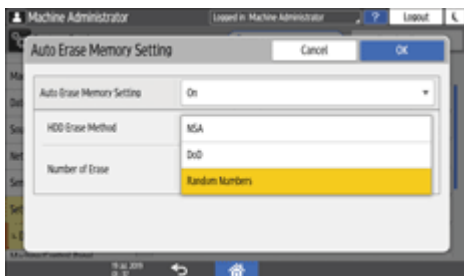 Machine Administrator
Logged in: Machine Administrator
?
Logout
Auto Erase Memory Setting
Cancel
OK
Auto Erase Memory Setting
On
HDD Erase Method
NSA
DoD
Number of Erase
Random Numbers